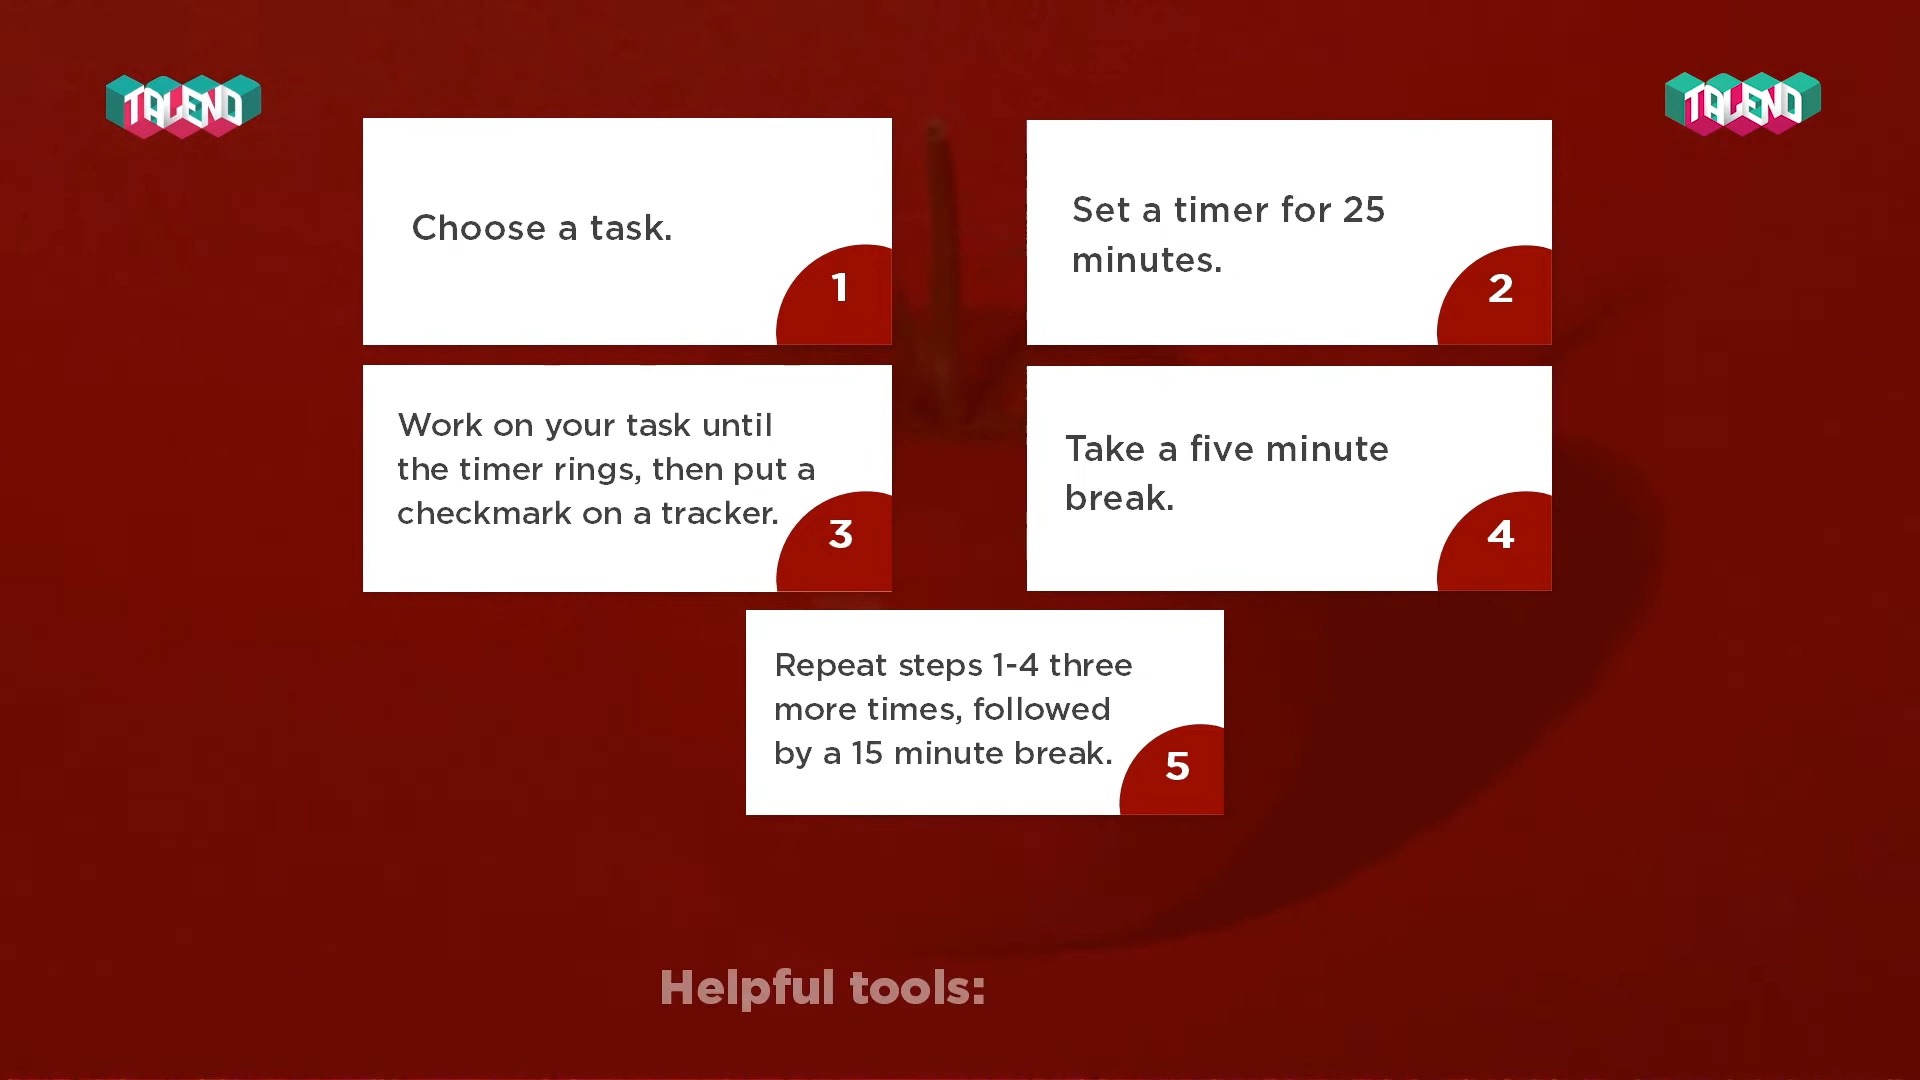 TALEND
TALEND
Choose a task.
1
Set a timer for 25
minutes.
2
Work on your task until
the timer rings, then put a
checkmark on a tracker.
3
Take a five minute
break.
4
Repeat steps 1-4 three
more times, followed
by a 15 minute break.
5
Helpful tools: